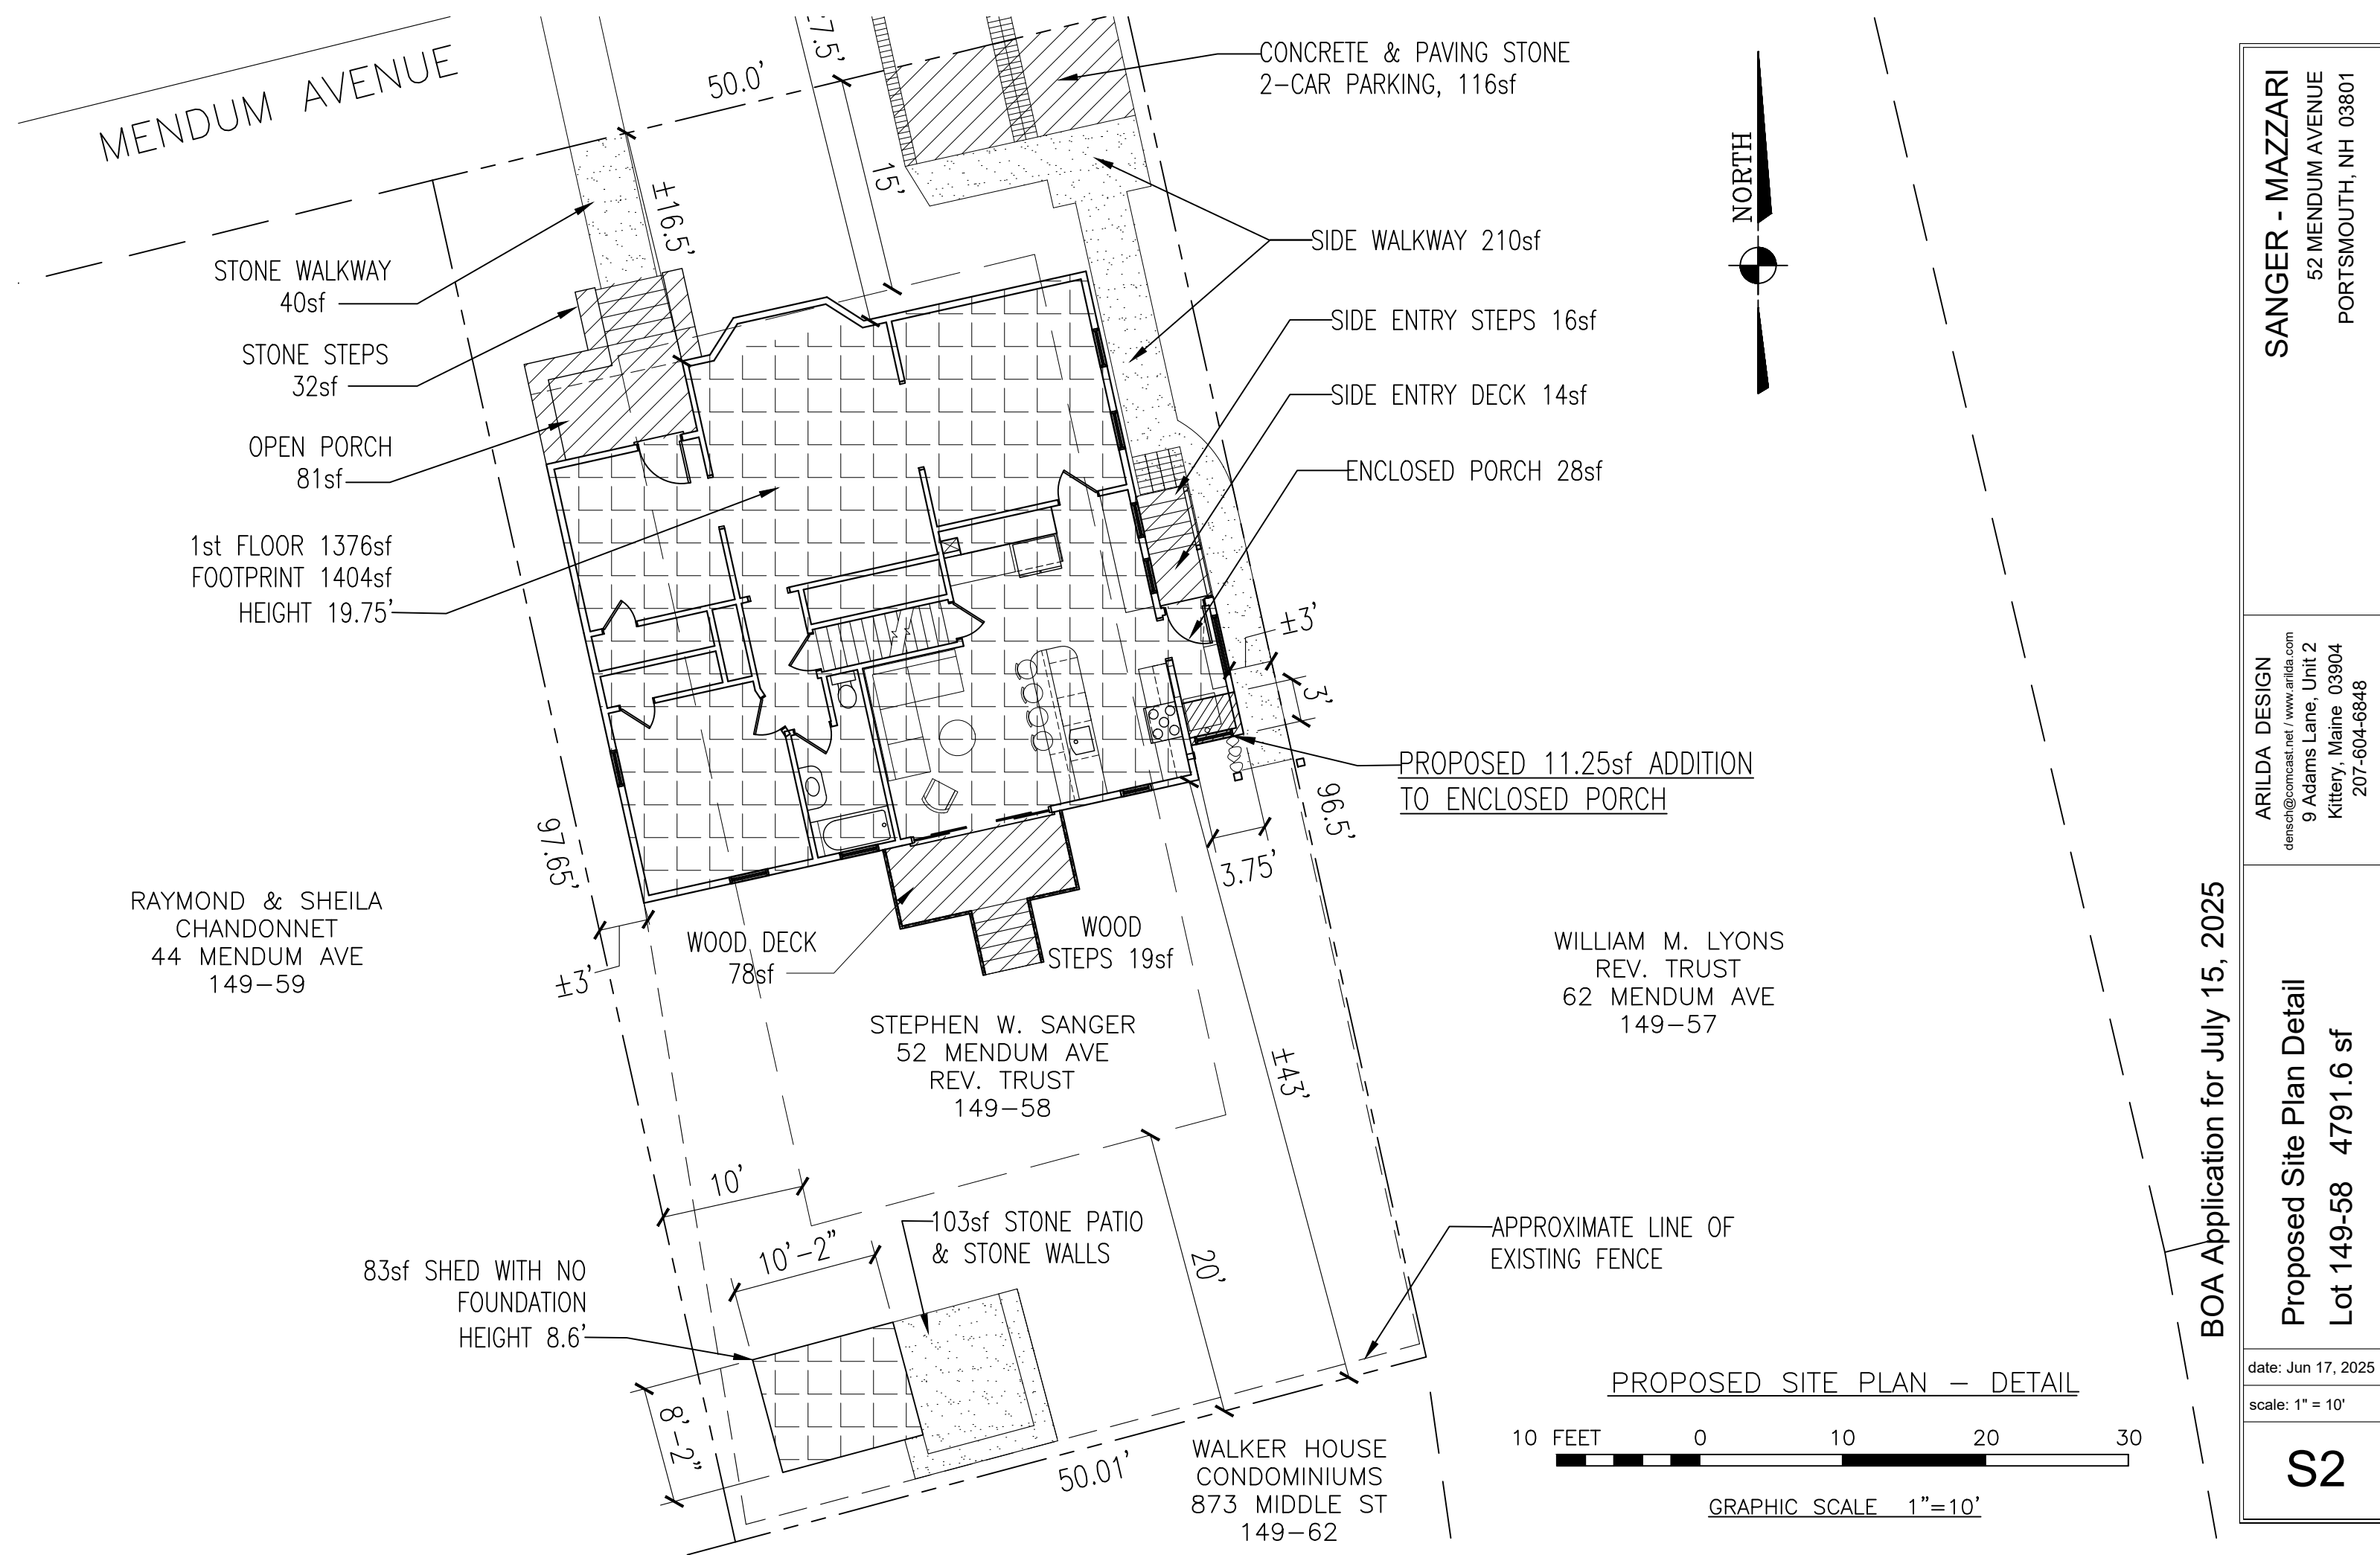 MENDUM AVENUE
50.0'
7.5'
CONCRETE & PAVING STONE
2-CAR PARKING, 116sf
NORTH
15'
±16.5'
SIDE WALKWAY 210sf
STONE WALKWAY
40sf
STONE STEPS
32sf
OPEN PORCH
81sf
1st FLOOR 1376sf
FOOTPRINT 1404sf
HEIGHT 19.75'
SIDE ENTRY STEPS 16sf
SIDE ENTRY DECK 14sf
ENCLOSED PORCH 28sf
±3'
3'
PROPOSED 11.25sf ADDITION
TO ENCLOSED PORCH
96.5'
3.75'
97.65'
RAYMOND & SHEILA
CHANDONNET
44 MENDUM AVE
149-59
±3'
WOOD DECK
78sf
WOOD
STEPS 19sf
STEPHEN W. SANGER
52 MENDUM AVE
REV. TRUST
149-58
WILLIAM M. LYONS
REV. TRUST
62 MENDUM AVE
149-57
±43'
10'
10'-2"
103sf STONE PATIO
& STONE WALLS
20'
APPROXIMATE LINE OF
EXISTING FENCE
83sf SHED WITH NO
FOUNDATION
HEIGHT 8.6'
8'-2"
50.01'
WALKER HOUSE
CONDOMINIUMS
873 MIDDLE ST
149-62
PROPOSED SITE PLAN - DETAIL
10 FEET 0 10 20 30
GRAPHIC SCALE 1"=10'
BOA Application for July 15, 2025
SANGER - MAZZARI
52 MENDUM AVENUE
PORTSMOUTH, NH 03801
ARILDA DESIGN
densch@comcast.net / www.arilda.com
9 Adams Lane, Unit 2
Kittery, Maine 03904
207-604-6848
Proposed Site Plan Detail
Lot 149-58 4791.6 sf
date: Jun 17, 2025
scale: 1" = 10'
S2